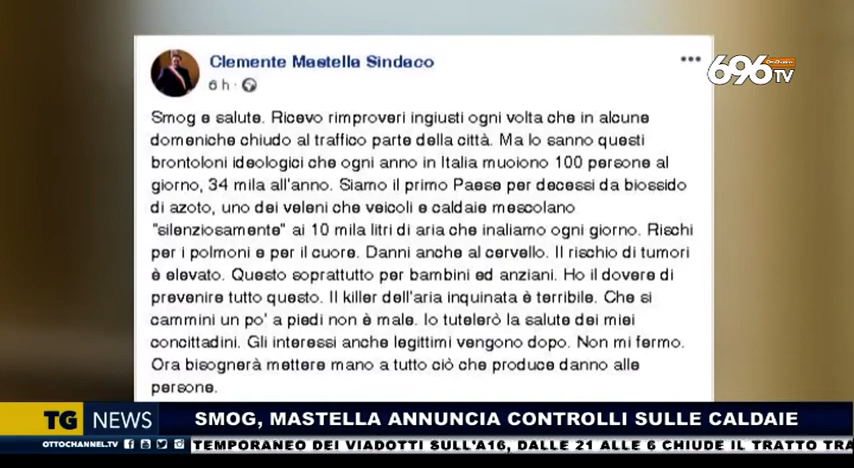 Clemente Mastella Sindaco
6 h ·
696
OttoChannel
TV
Smog e salute. Ricevo rimproveri ingiusti ogni volta che in alcune
domeniche chiudo al traffico parte della città. Ma lo sanno questi
brontoloni ideologici che ogni anno in Italia muoiono 100 persone al
giorno, 34 mila all'anno. Siamo il primo Paese per decessi da biossido
di azoto, uno dei veleni che veicoli e caldaie mescolano
"silenziosamente" ai 10 mila litri di aria che inaliamo ogni giorno. Rischi
per i polmoni e per il cuore. Danni anche al cervello. Il rischio di tumori
è elevato. Questo soprattutto per bambini ed anziani. Ho il dovere di
prevenire tutto questo. Il killer dell'aria inquinata è terribile. Che si
cammini un po' a piedi non è male. Io tutelerò la salute dei miei
concittadini. Gli interessi anche legittimi vengono dopo. Non mi fermo.
Ora bisognerà mettere mano a tutto ciò che produce danno alle
persone.
TG NEWS
SMOG, MASTELLA ANNUNCIA CONTROLLI SULLE CALDAIE
OTTOCHANNEL.TV
TEMPORANEO DEI VIADOTTI SULL'A16, DALLE 21 ALLE 6 CHIUDE IL TRATTO TRA